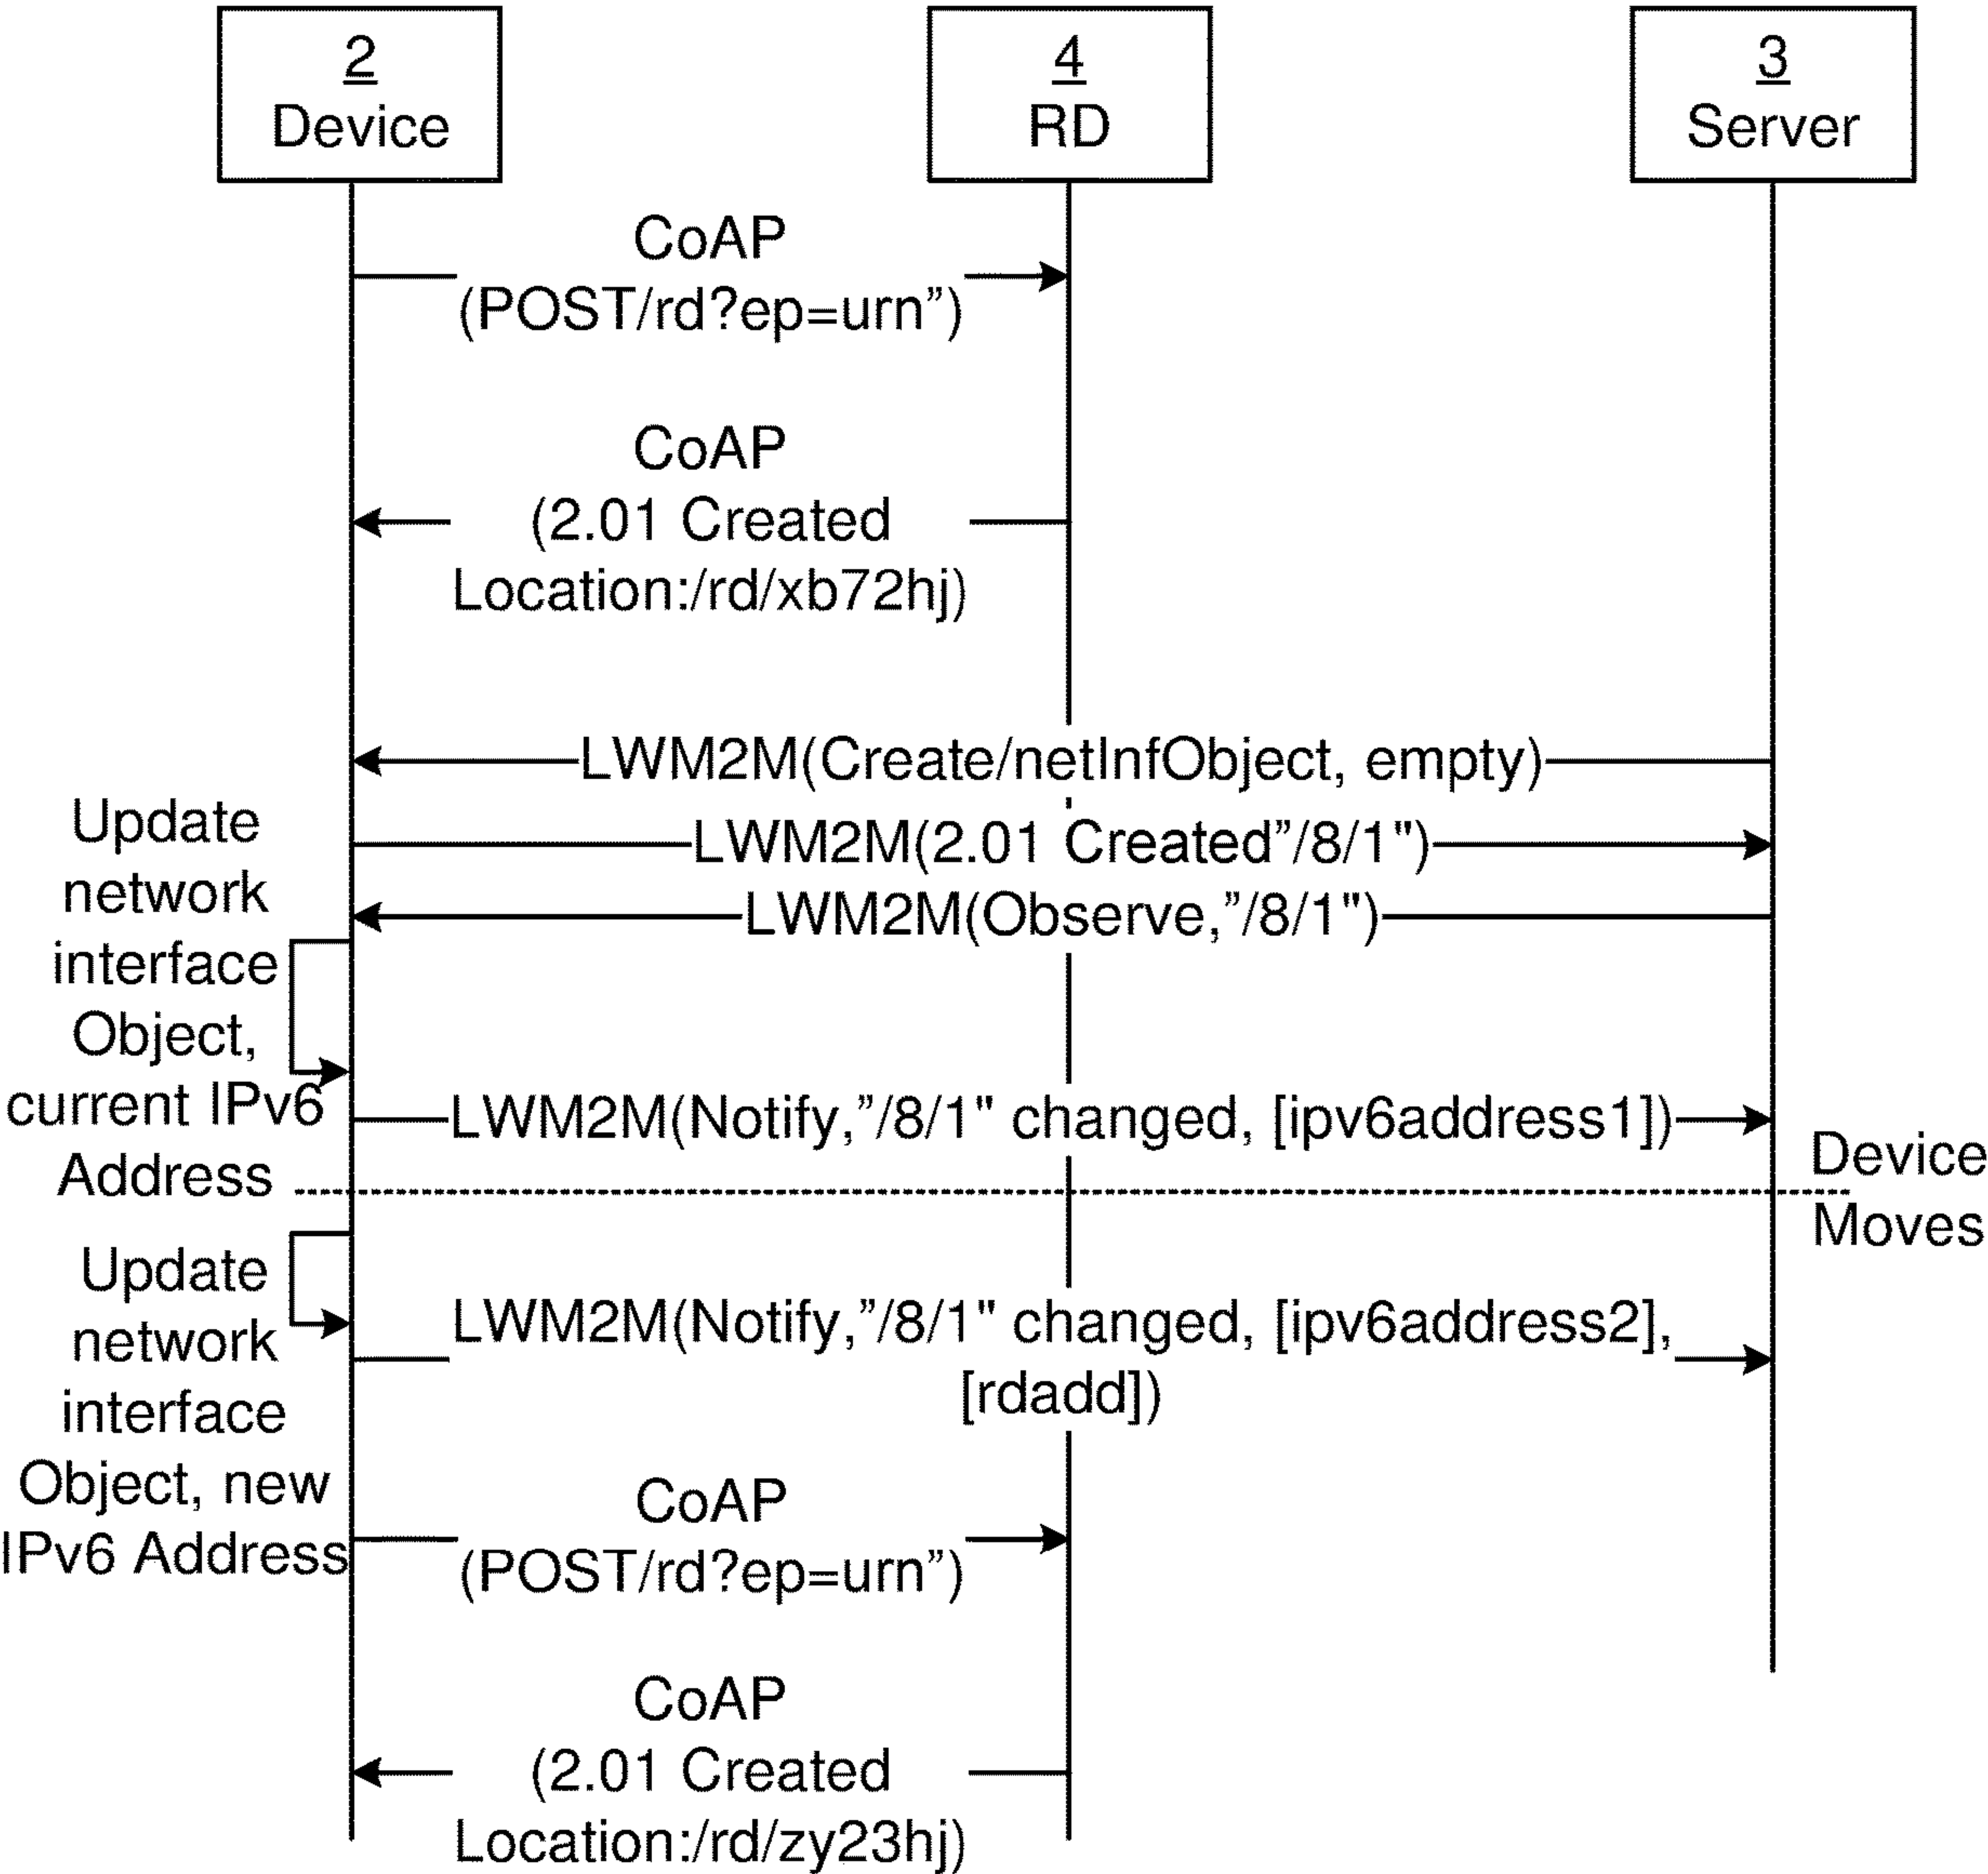 2
Device
4
RD
3
Server
CoAP
(POST/rd?ep=urn”)
CoAP
(2.01 Created
Location:/rd/xb72hj)
LWM2M(Create/netInfObject, empty)
LWM2M(2.01 Created”/8/1")
LWM2M(Observe,”/8/1")
Update
network
interface
Object,
current IPv6
Address
LWM2M(Notify,”/8/1" changed, [ipv6address1])
Device
Moves
Update
network
interface
Object, new
IPv6 Address
LWM2M(Notify,”/8/1" changed, [ipv6address2],
[rdadd])
CoAP
(POST/rd?ep=urn”)
CoAP
(2.01 Created
Location:/rd/zy23hj)